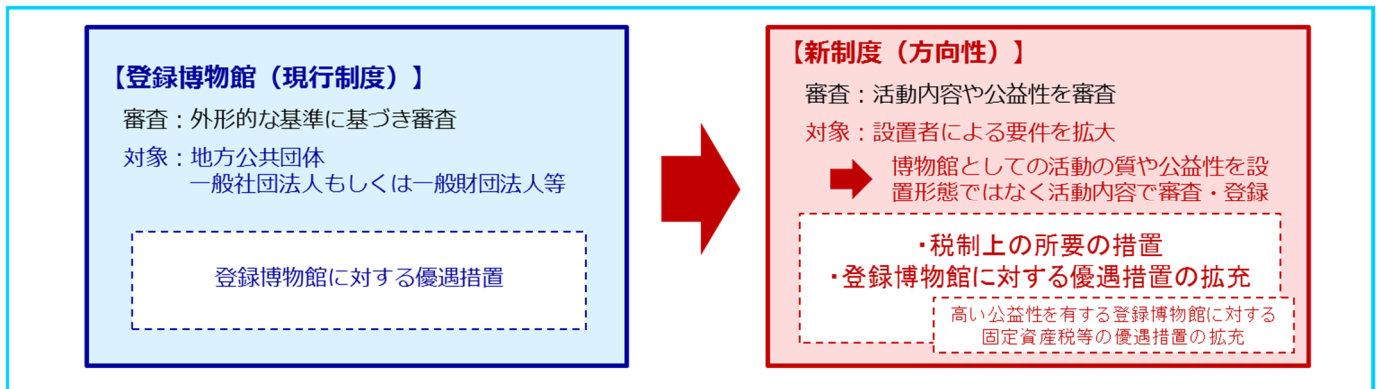 【登録博物館（現行制度）】
審査：外形的な基準に基づき審査
対象：地方公共団体
一般社団法人もしくは一般財団法人等
登録博物館に対する優遇措置
【新制度（方向性）】
審査：活動内容や公益性を審査
対象：設置者による要件を拡大
博物館としての活動の質や公益性を設
置形態ではなく活動内容で審査・登録
・税制上の所要の措置
・登録博物館に対する優遇措置の拡充
高い公益性を有する登録博物館に対する
固定資産税等の優遇措置の拡充